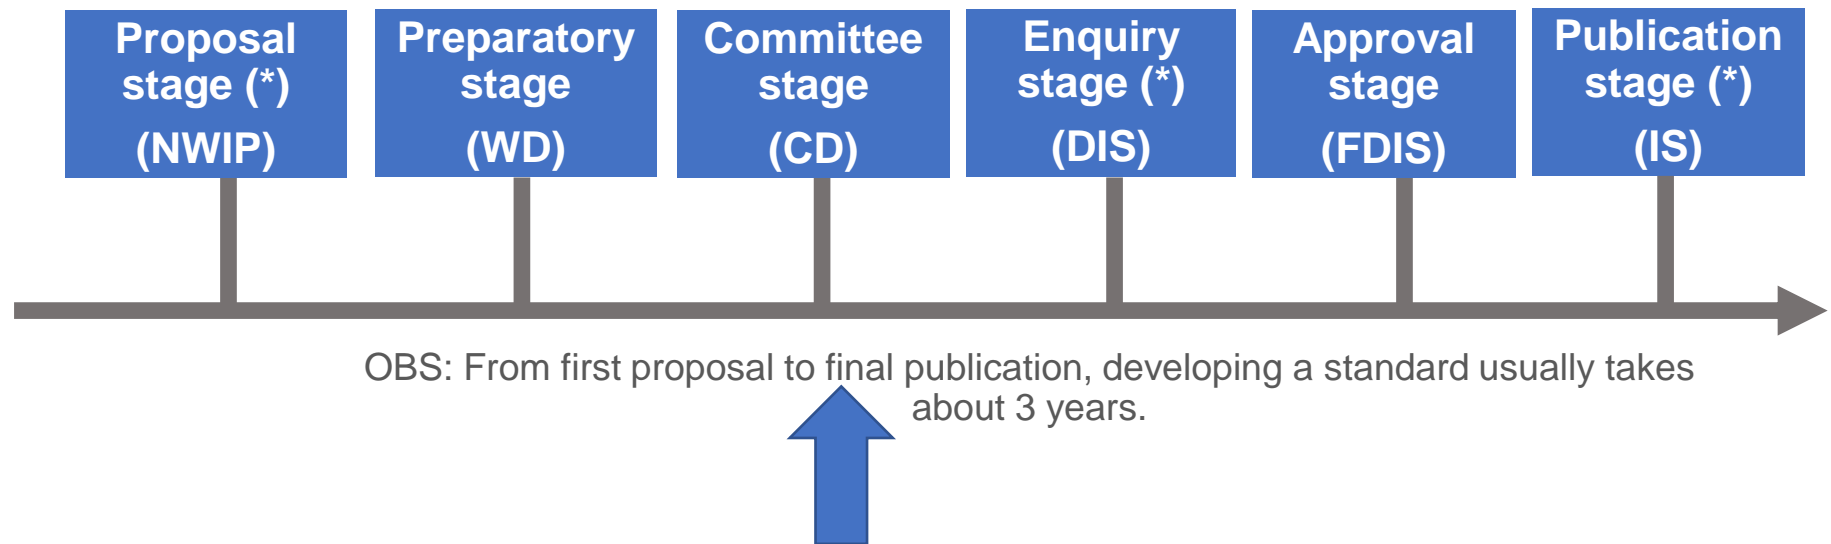 Proposal
stage (*)
(NWIP)
Preparatory
stage
(WD)
Committee
stage
(CD)
Enquiry
stage (*)
(DIS)
Approval
stage
(FDIS)
Publication
stage (*)
(IS)
OBS: From first proposal to final publication, developing a standard usually takes
about 3 years.